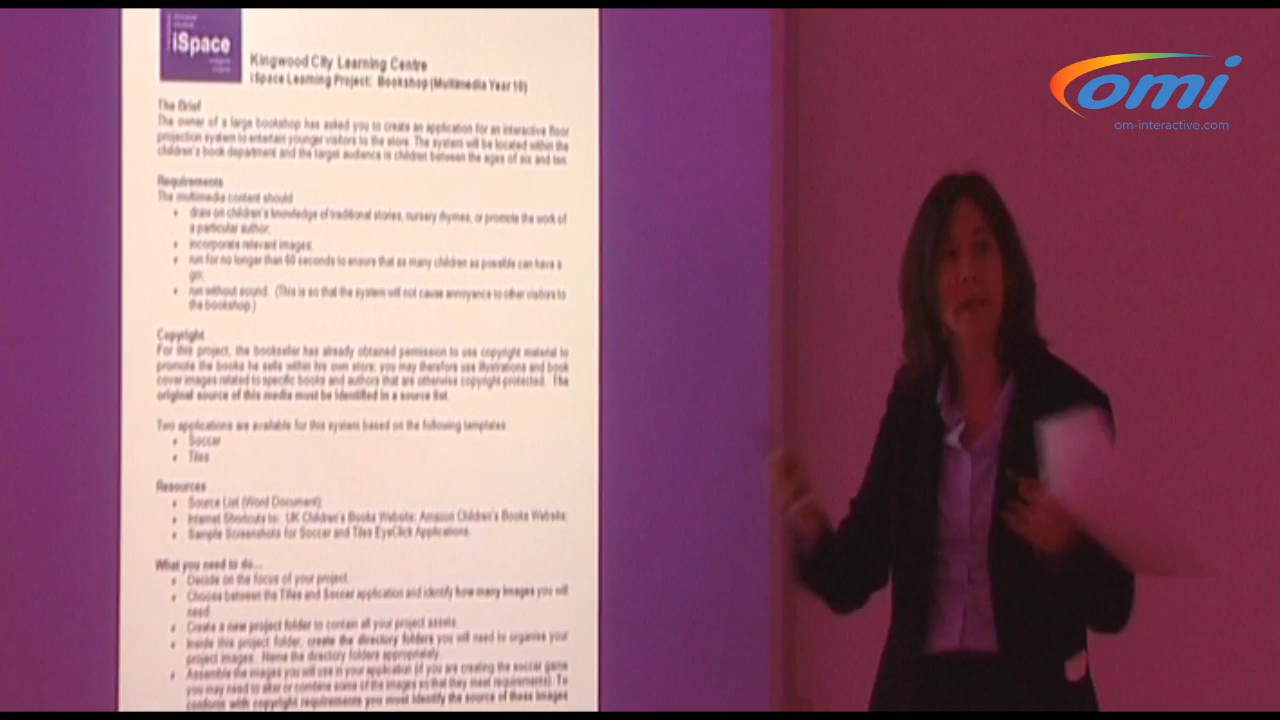 iSpace
Kingwood City Learning Centre
iSpace Learning Project: Bookshop (Multimedia Year 10)
The Brief
The owner of a large bookshop has asked you to create an application for an interactive floor
projection system to entertain younger visitors to the store. The system will be located within the
children's book department and the target audience is children between the ages of six and ten.
Requirements
The multimedia content should
• draw on children's knowledge of traditional stories, nursery rhymes, or promote the work of
a particular author;
• incorporate relevant images;
• run for no longer than 60 seconds to ensure that as many children as possible can have a
go;
• run without sound. (This is so that the system will not cause annoyance to other visitors to
the bookshop.)
Copyright
For this project, the bookseller has already obtained permission to use copyright material to
promote the books he sells within his own store; you may therefore use illustrations and book
cover images related to specific books and authors that are otherwise copyright-protected. The
original source of this media must be identified in a source list.
Two applications are available for this system based on the following templates
• Soccer
• Tiles
Resources
• Source List (Word Document);
• Internet Shortcuts to: UK Children's Books Website; Amazon Children's Books Website;
• Sample Screenshots for Soccer and Tiles EyeClick Applications.
What you need to do...
• Decide on the focus of your project.
• Choose between the Tiles and Soccer application and identify how many images you will
need.
• Create a new project folder to contain all your project assets.
• Inside this project folder, create the directory folders you will need to organise your
project images. Name the directory folders appropriately.
• Assemble the images you will use in your application (if you are creating the soccer game
you may need to alter or combine some of the images so that they meet requirements). To
conform with copyright requirements you must identify the source of these images
omi
om-interactive.com